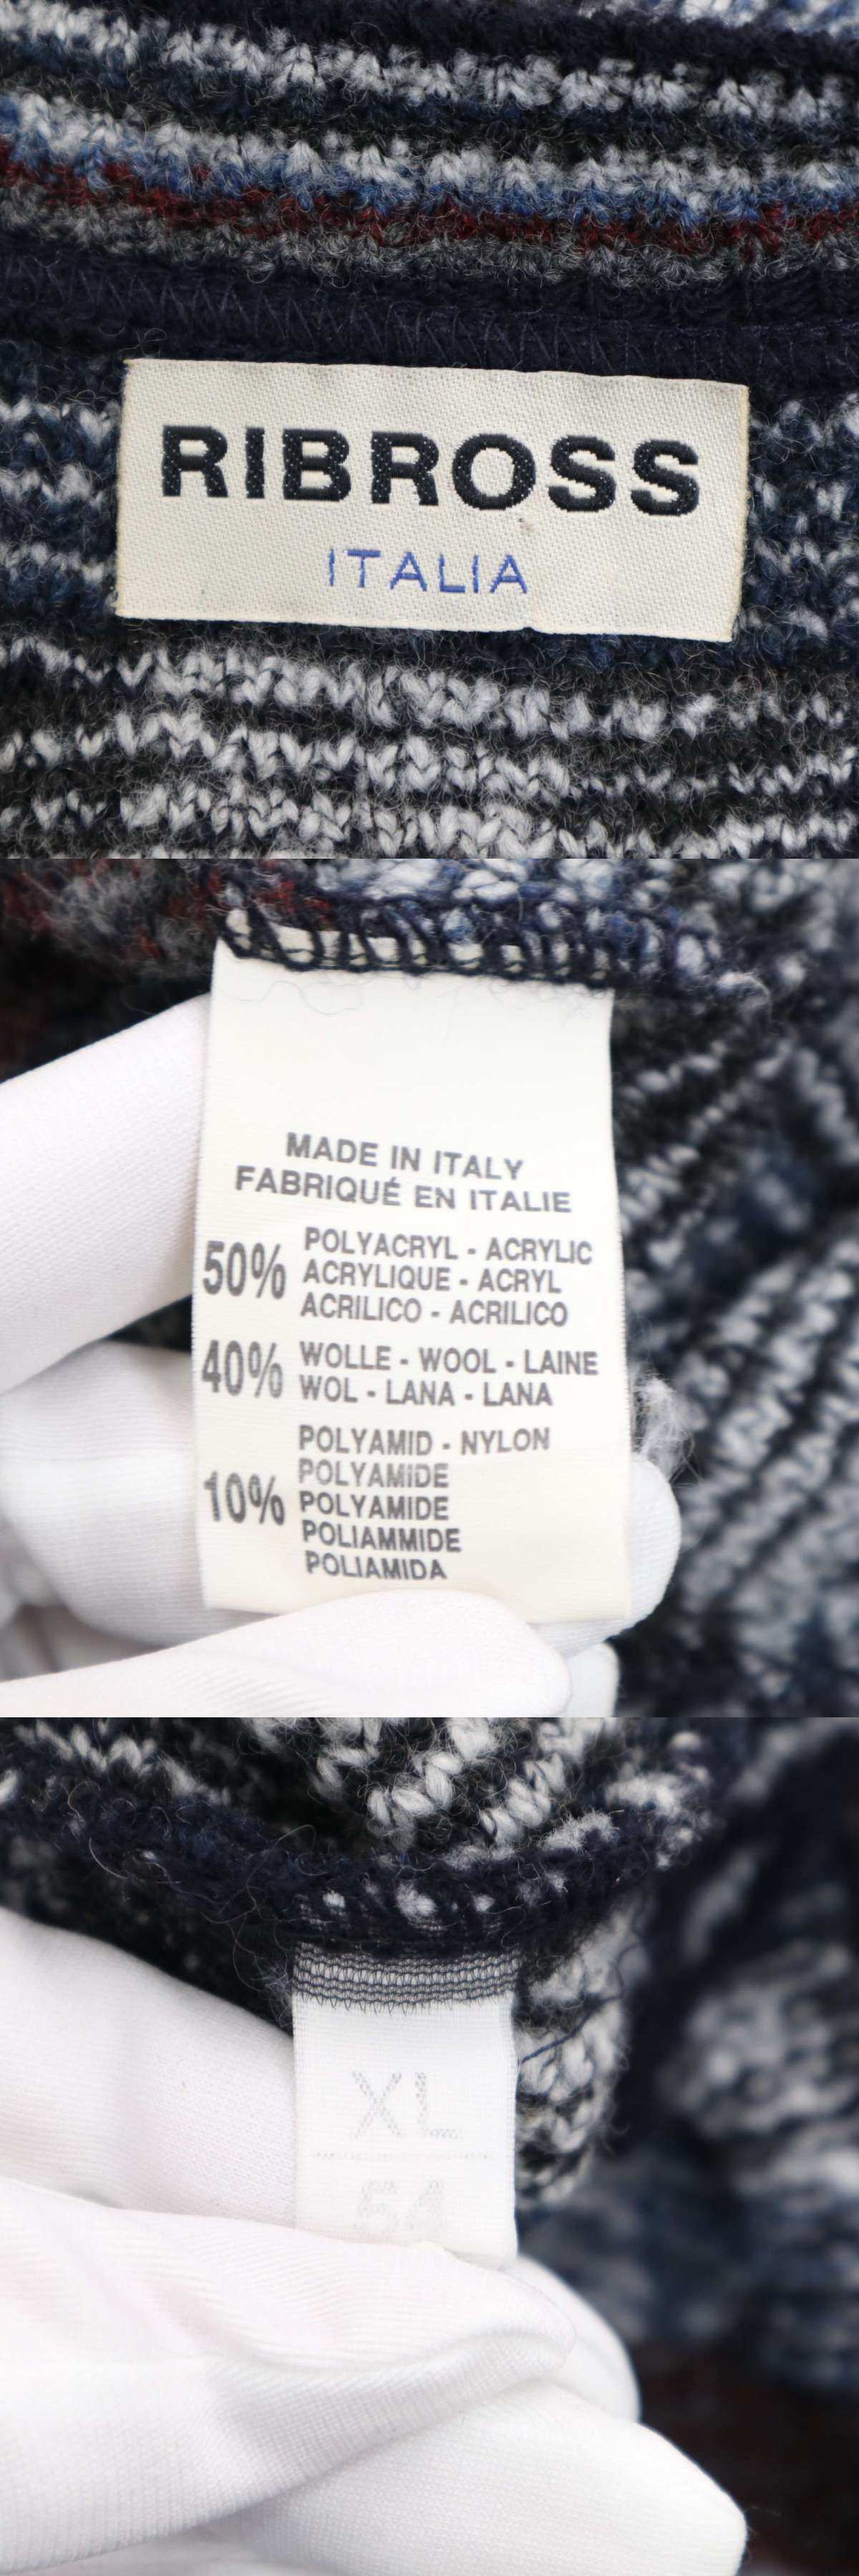 RIBROSS
ITALIA
MADE IN ITALY
FABRIQUÉ EN ITALIE
50% POLYACRYL - ACRYLIC
ACRYLIQUE - ACRYL
ACRILICO - ACRILICO
40% WOLLE - WOOL - LAINE
WOL - LANA - LANA
10% POLYAMID - NYLON
POLYAMIDE
POLYAMIDE
POLIAMMIDE
POLIAMIDA
XL
54